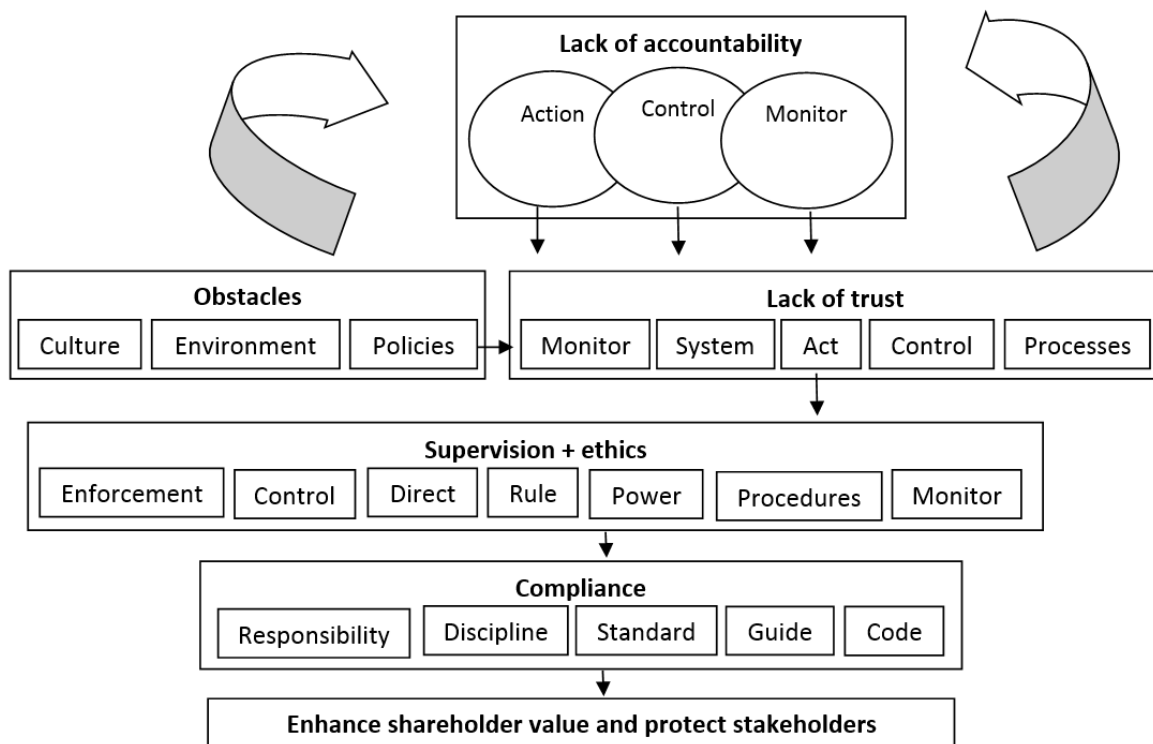 Lack of accountability
Action Control Monitor
Obstacles
Culture Environment Policies
Lack of trust
Monitor System Act Control Processes
Supervision + ethics
Enforcement Control Direct Rule Power Procedures Monitor
Compliance
Responsibility Discipline Standard Guide Code
Enhance shareholder value and protect stakeholders